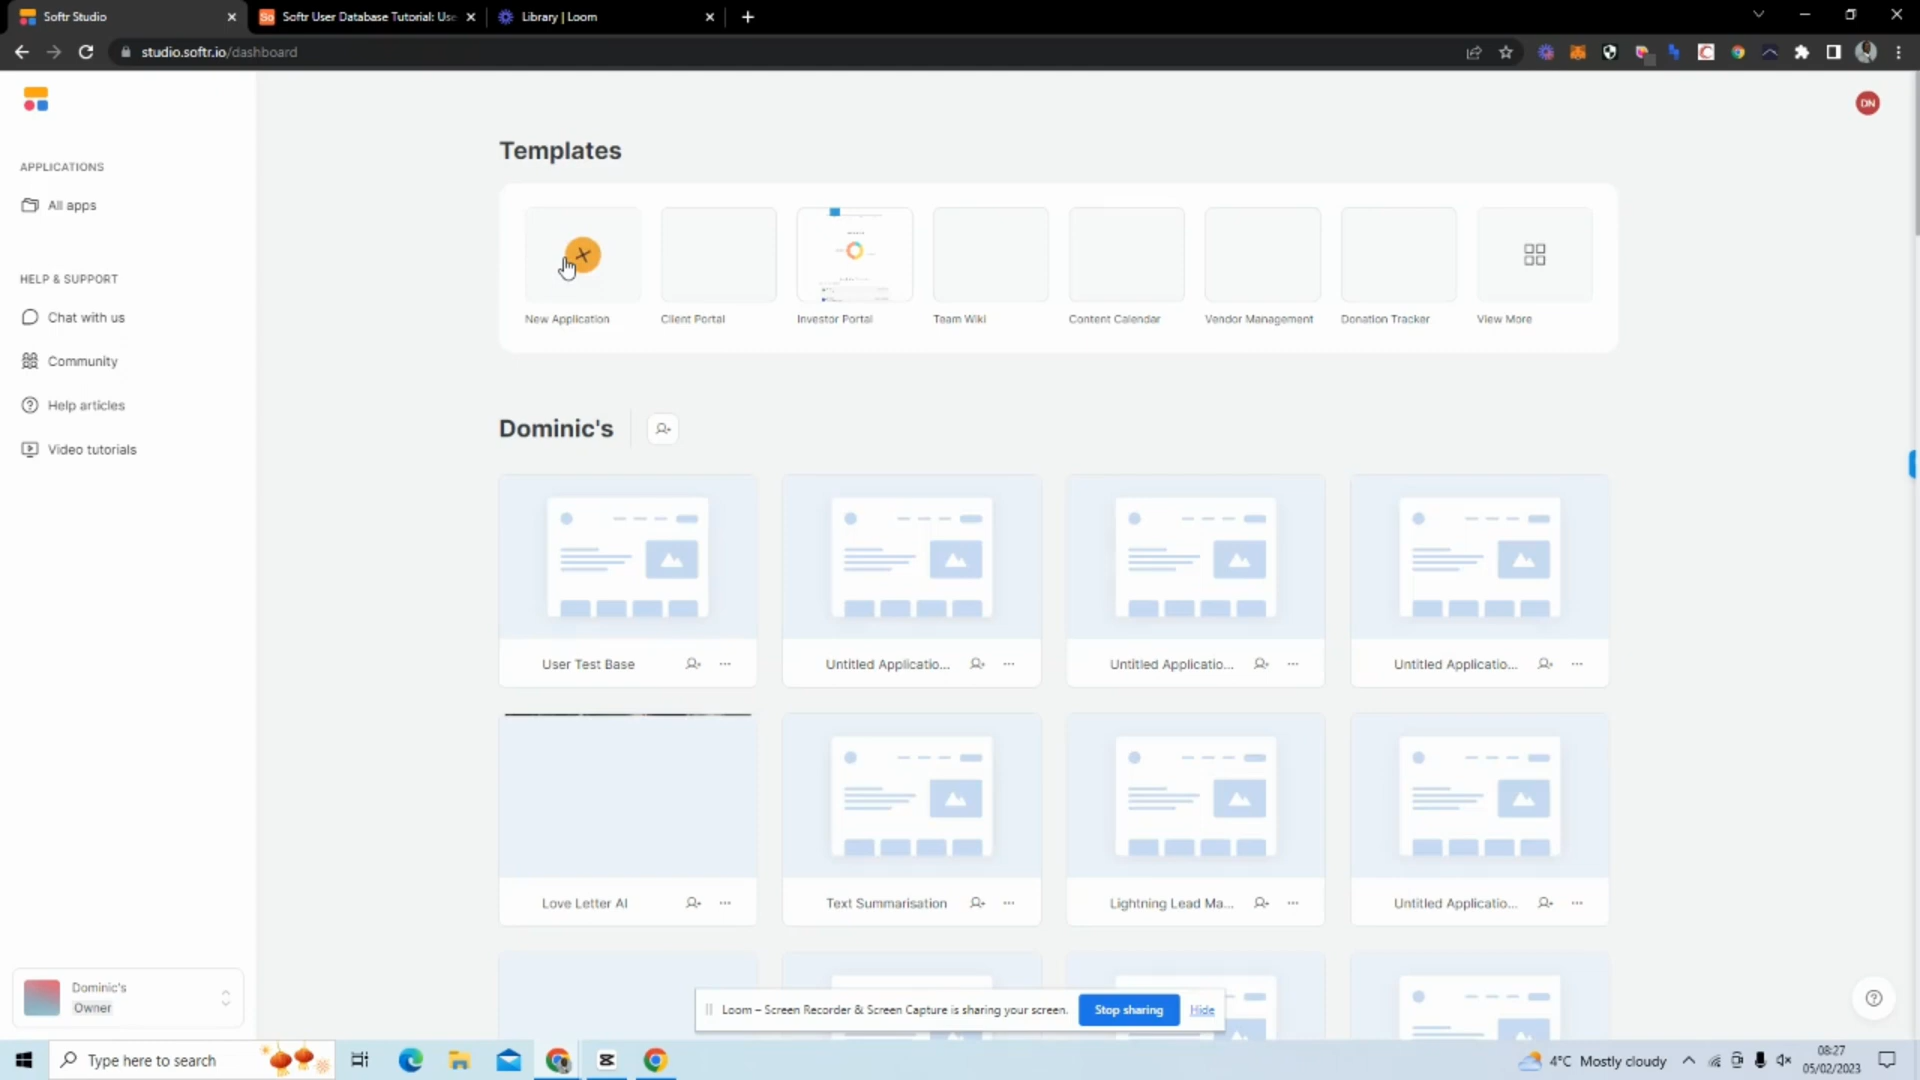 Softr Studio
So Softr User Database Tutorial: Use
Library | Loom
studio.softr.io/dashboard
DN
APPLICATIONS
All apps
HELP & SUPPORT
Chat with us
Community
Help articles
Video tutorials
Templates
New Application
Client Portal
Investor Portal
Team Wiki
Content Calendar
Vendor Management
Donation Tracker
View More
Dominic's
User Test Base
Untitled Applicatio...
Untitled Applicatio...
Untitled Applicatio...
Love Letter AI
Text Summarisation
Lightning Lead Ma...
Untitled Applicatio...
Dominic's
Owner
Loom – Screen Recorder & Screen Capture is sharing your screen.
Stop sharing
Hide
Type here to search
4°C Mostly cloudy
08:27
05/02/2023